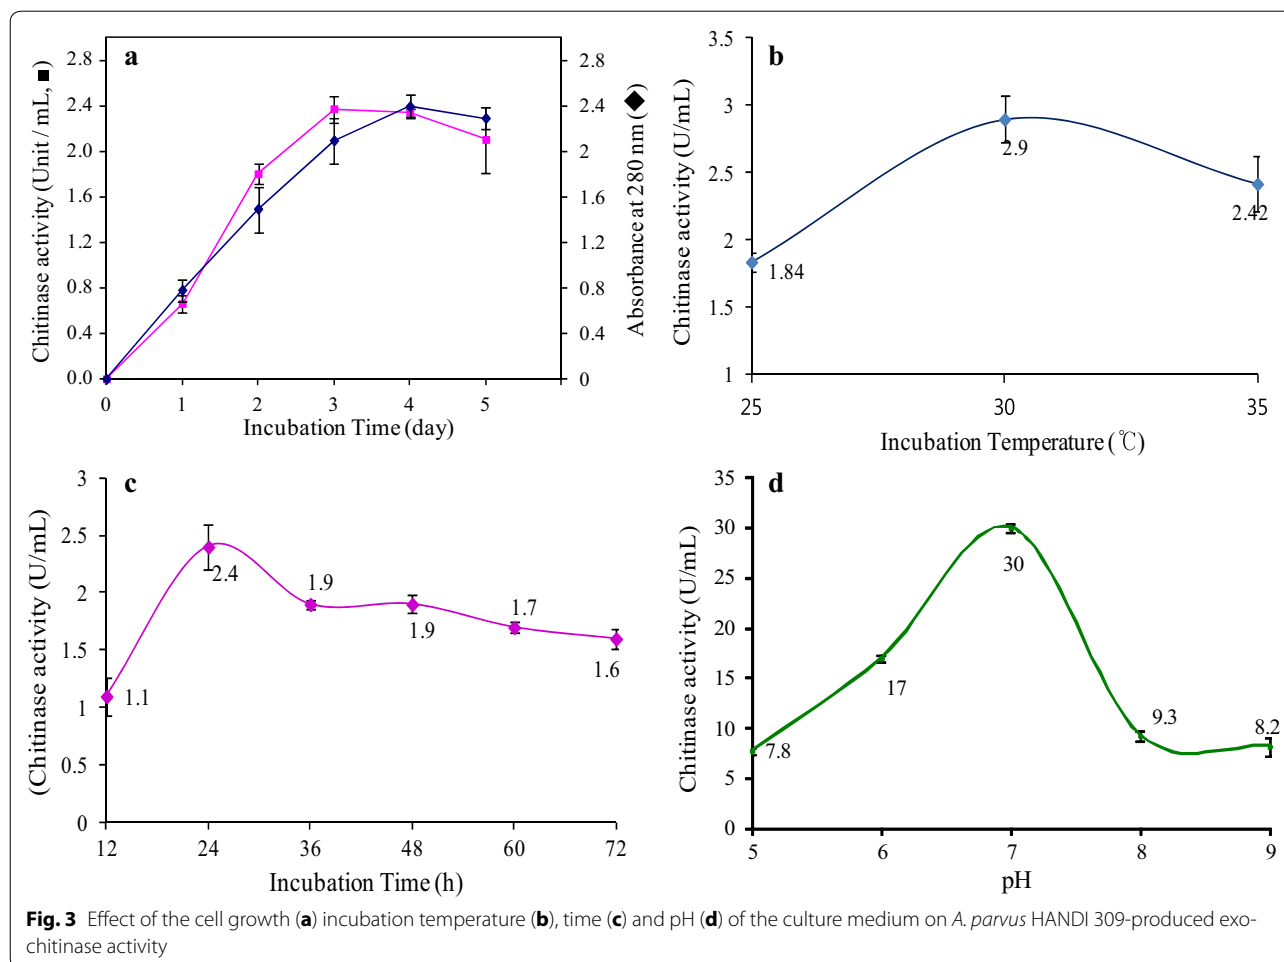 a
Chitinase activity (Unit / mL, ■)
2.8
2.4
2.0
1.6
1.2
0.8
0.4
0.0
2.8
2.4
2
1.6
1.2
0.8
0.4
0
Absorbance at 280 nm (◆)
0 1 2 3 4 5
Incubation Time (day)
b
Chitinase activity (U/mL)
3.5
3
2.5
2
1.5
1
1.84
2.9
2.42
25 30 35
Incubation Temperature (℃)
c
(Chitinase activity (U/mL)
3
2.5
2
1.5
1
0.5
0
1.1
2.4
1.9
1.9
1.7
1.6
12 24 36 48 60 72
Incubation Time (h)
d
Chitinase activity (U/mL)
35
30
25
20
15
10
5
0
7.8
17
30
9.3
8.2
5 6 7 8 9
pH
Fig. 3 Effect of the cell growth (a) incubation temperature (b), time (c) and pH (d) of the culture medium on A. parvus HANDI 309-produced exo-
chitinase activity